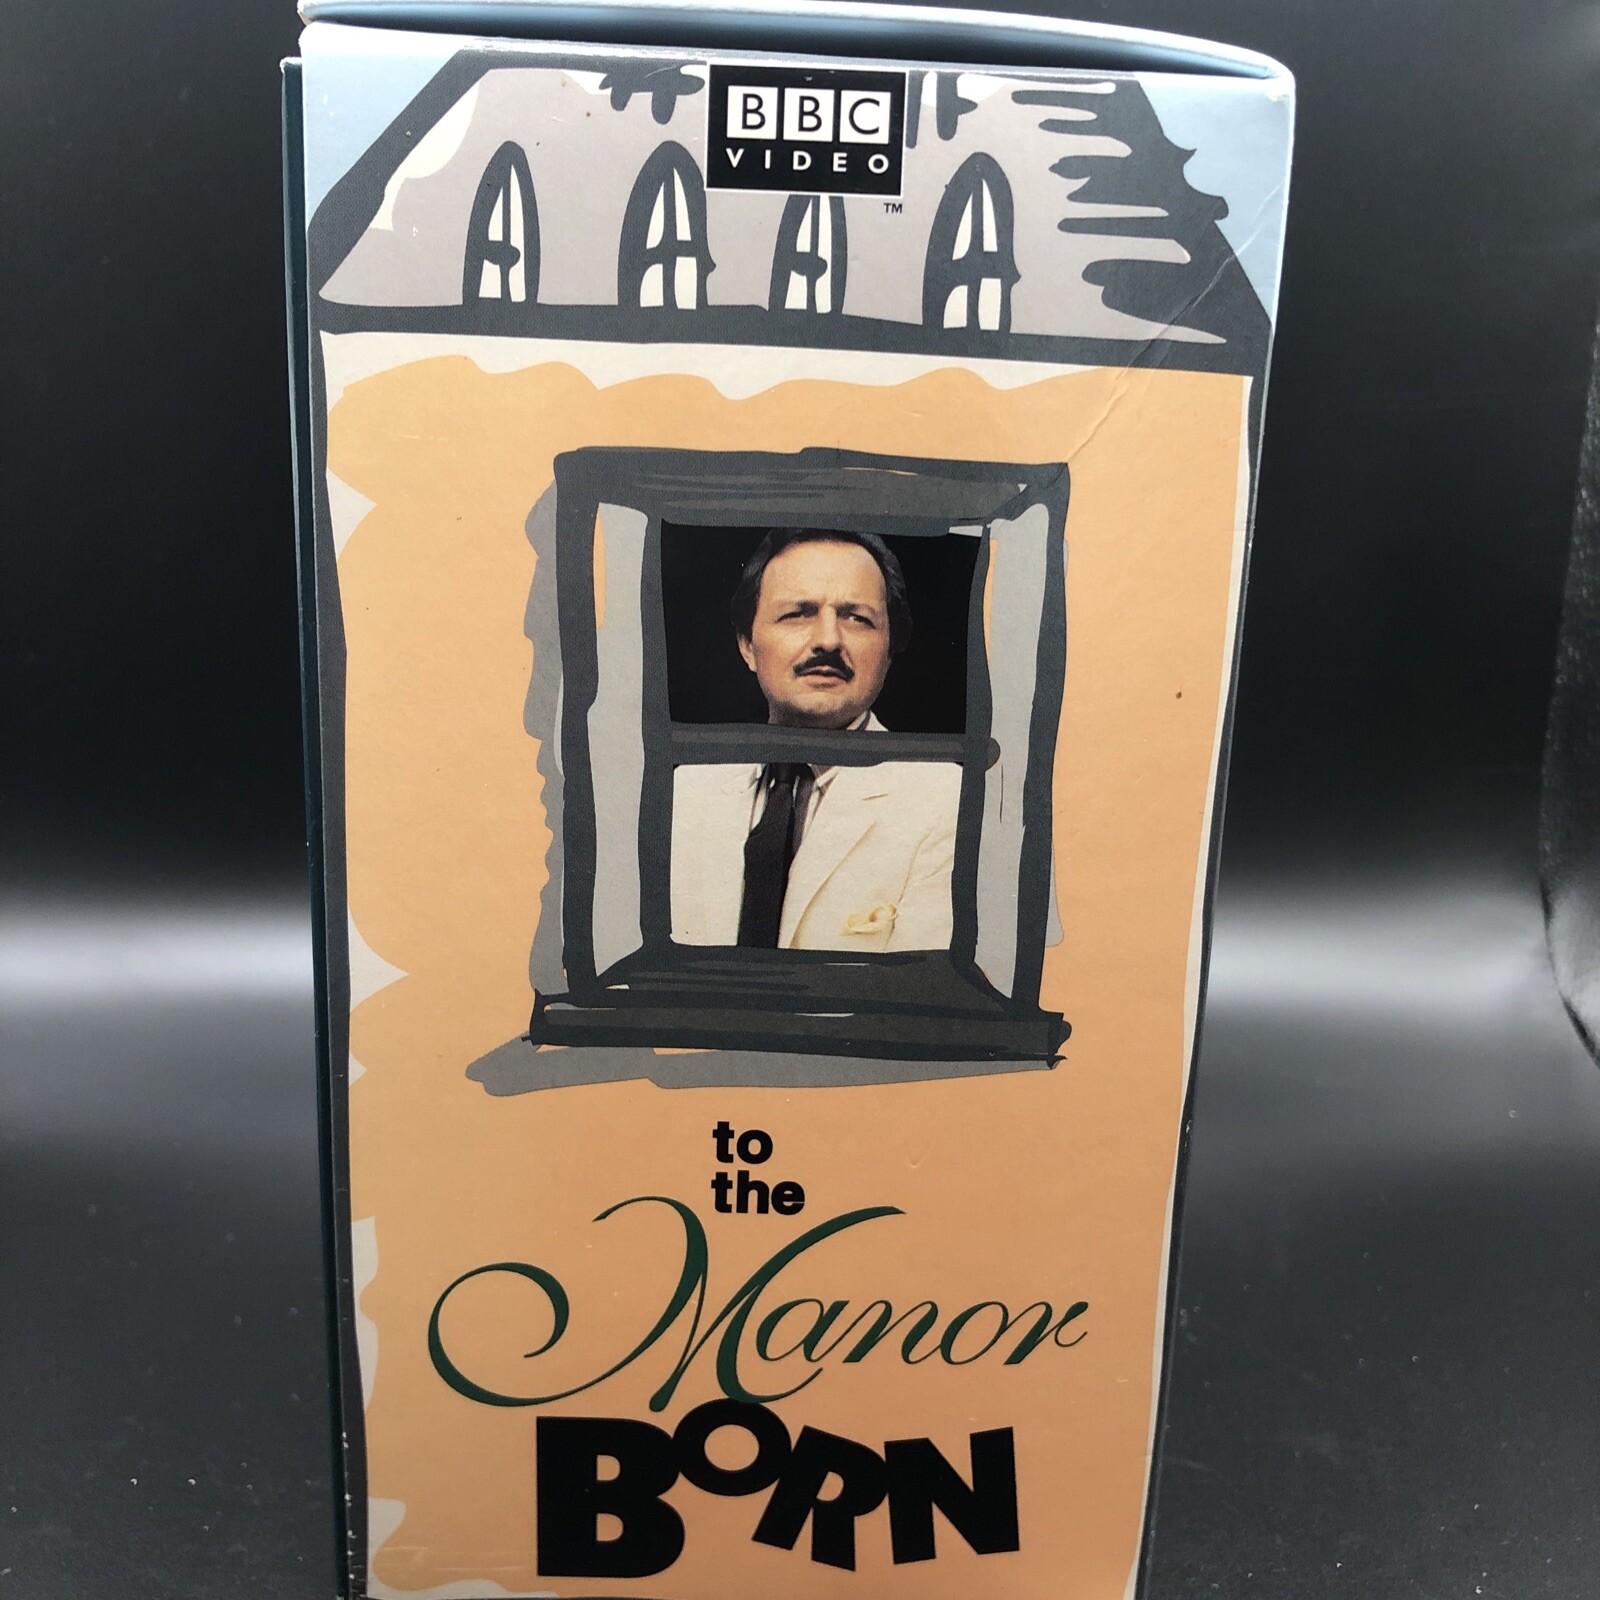 BBC
VIDEO
TM
to
the
Manor
BORN